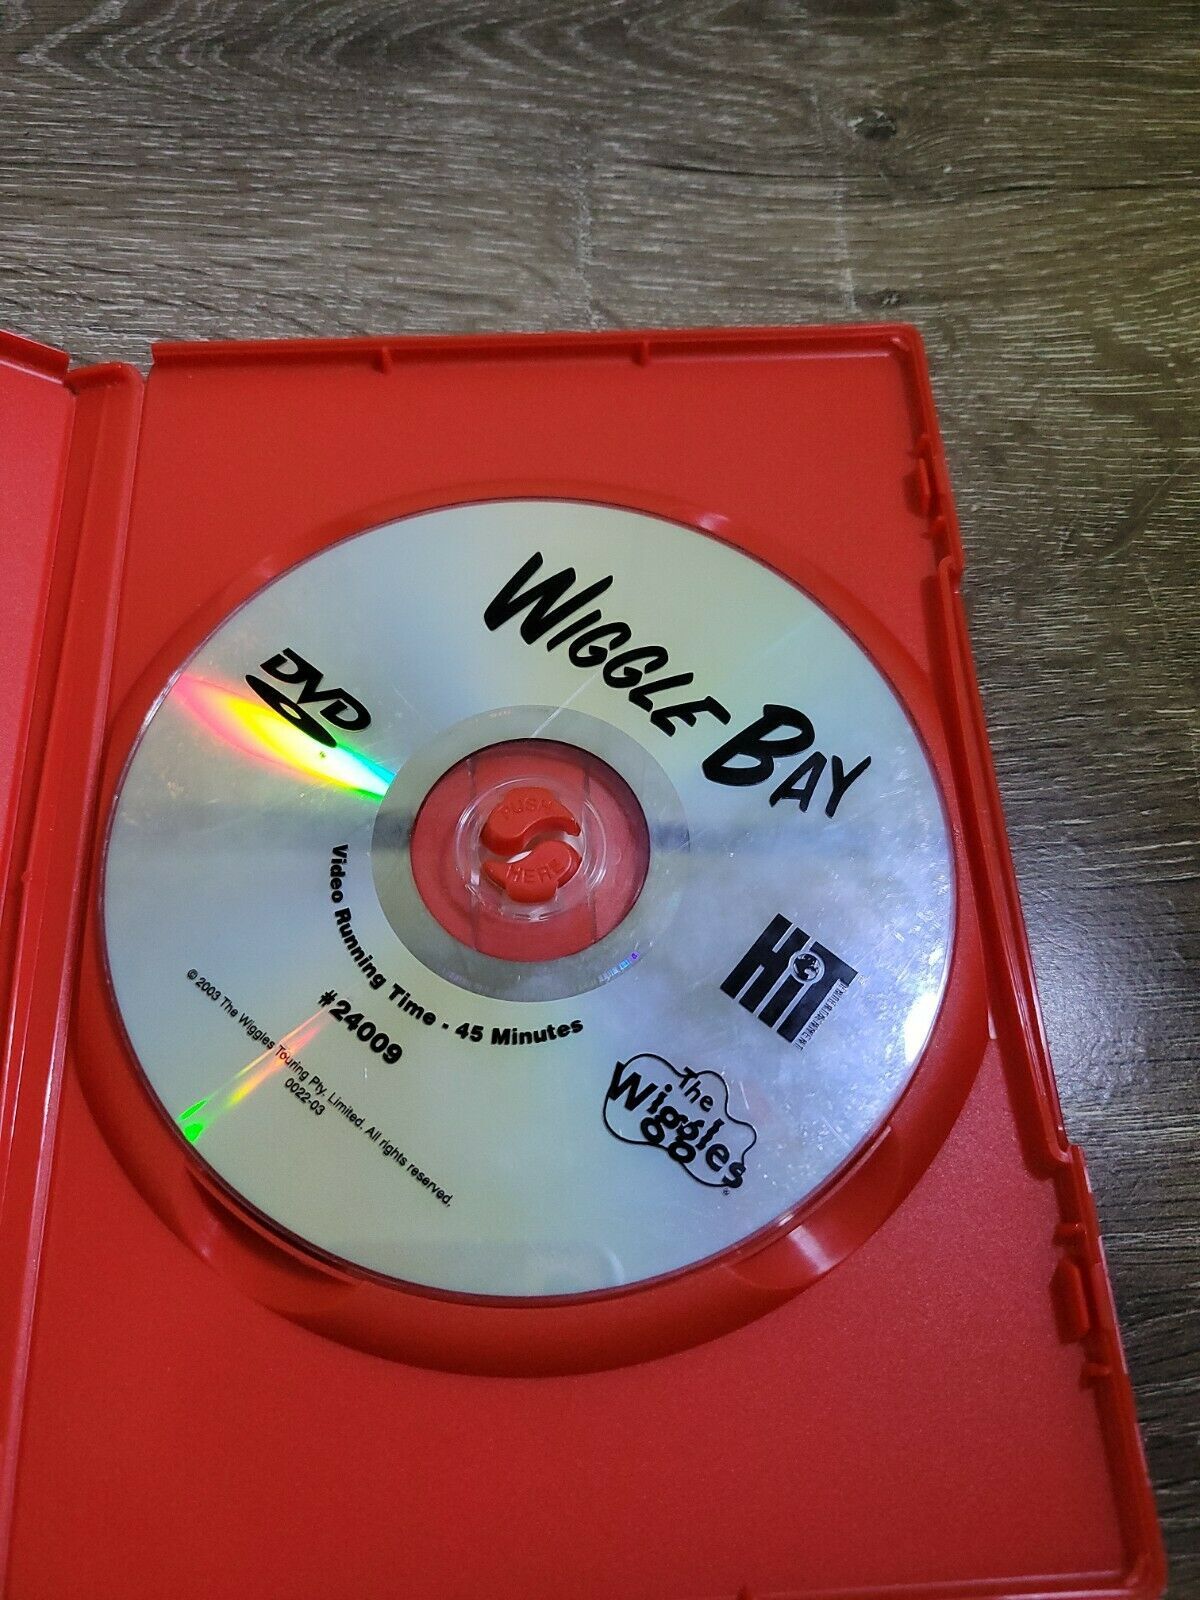 WIGGLE BAY
DVD
PUSH
HERE
Video Running Time - 45 Minutes
#24009
© 2003 The Wiggles Touring Pty. Limited. All rights reserved.
0022-03
HiT
ENTERTAINMENT
The
Wiggles
®